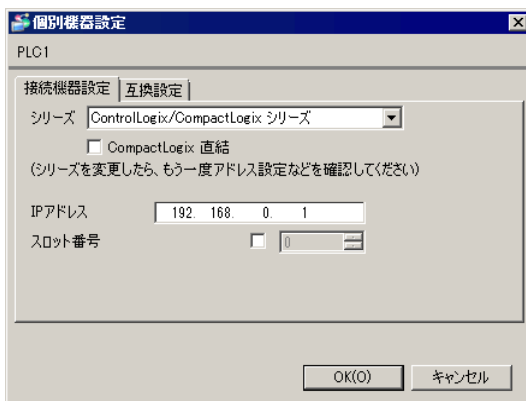 個別機器設定
PLC1
接続機器設定 互換設定
シリーズ ControlLogix/CompactLogix シリーズ
CompactLogix 直結
(シリーズを変更したら、もう一度アドレス設定などを確認してください)
IPアドレス 192. 168. 0. 1
スロット番号 0
OK(O) キャンセル